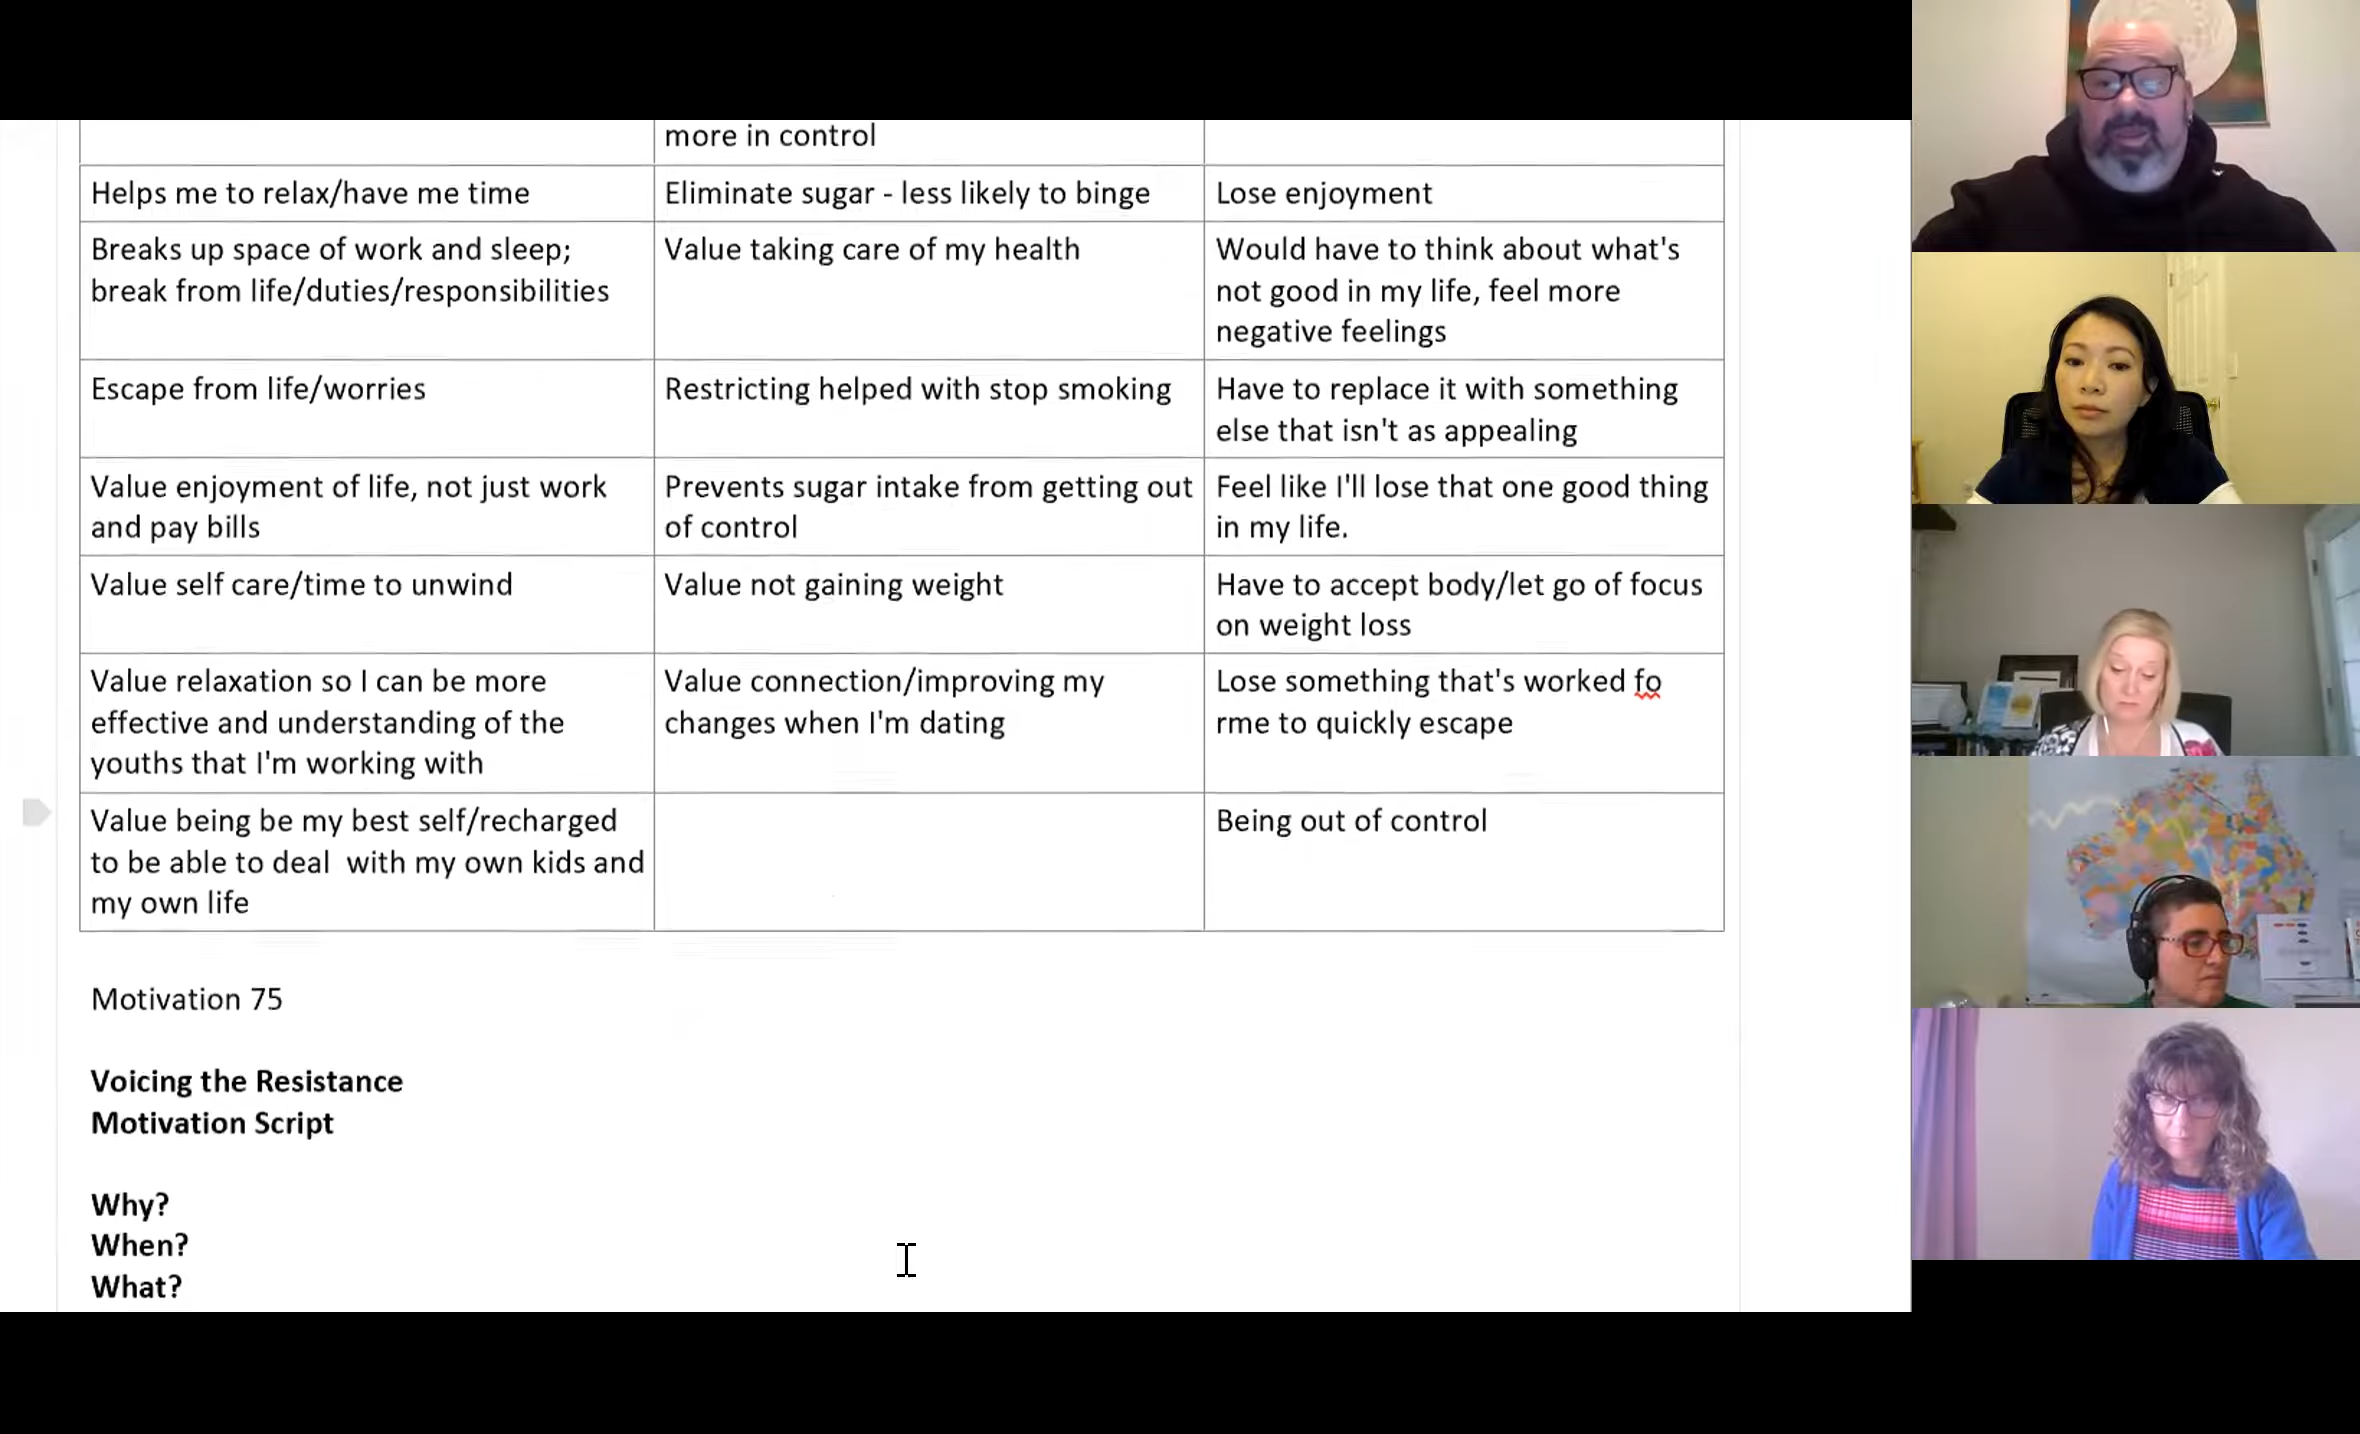 more in control
Helps me to relax/have me time
Eliminate sugar - less likely to binge
Lose enjoyment
Breaks up space of work and sleep;
break from life/duties/responsibilities
Value taking care of my health
Would have to think about what's
not good in my life, feel more
negative feelings
Escape from life/worries
Restricting helped with stop smoking
Have to replace it with something
else that isn't as appealing
Value enjoyment of life, not just work
and pay bills
Prevents sugar intake from getting out
of control
Feel like I'll lose that one good thing
in my life.
Value self care/time to unwind
Value not gaining weight
Have to accept body/let go of focus
on weight loss
Value relaxation so I can be more
effective and understanding of the
youths that I'm working with
Value connection/improving my
changes when I'm dating
Lose something that's worked fo
rme to quickly escape
Value being be my best self/recharged
to be able to deal  with my own kids and
my own life
Being out of control
Motivation 75
Voicing the Resistance
Motivation Script
Why?
When?
What?